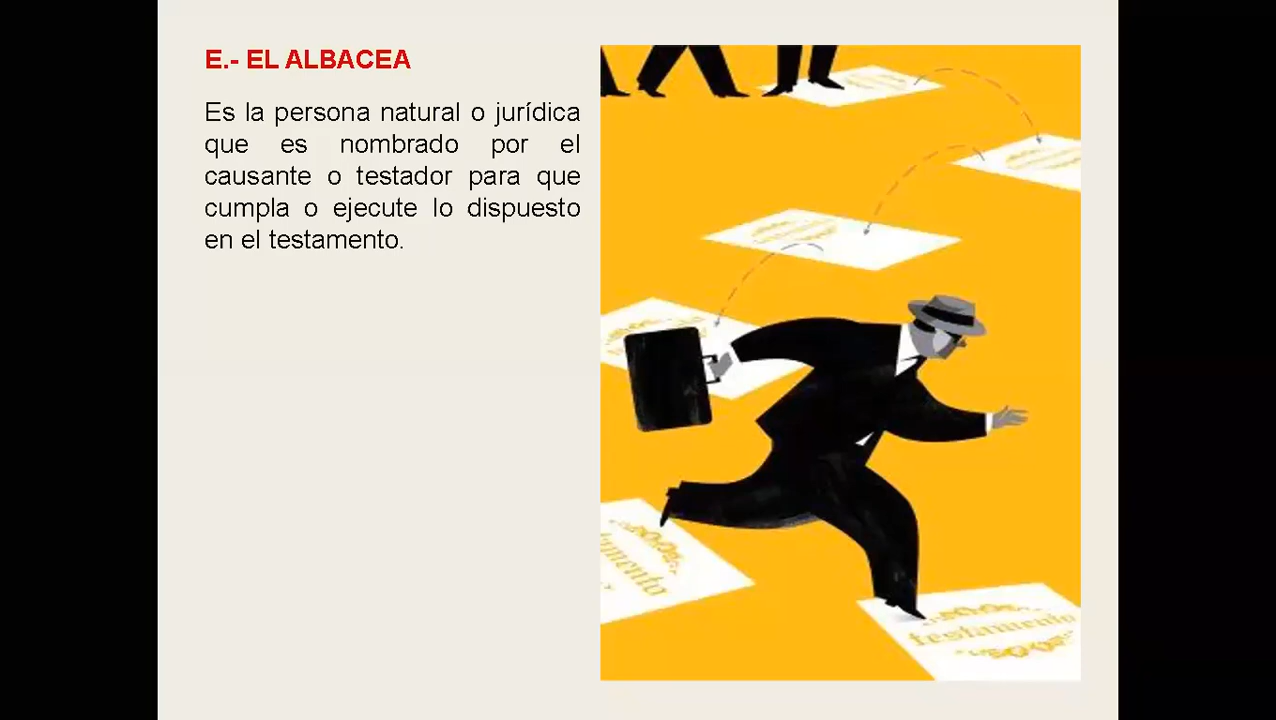 E.- EL ALBACEA
Es la persona natural o jurídica
que es nombrado por el
causante o testador para que
cumpla o ejecute lo dispuesto
en el testamento.
testamento